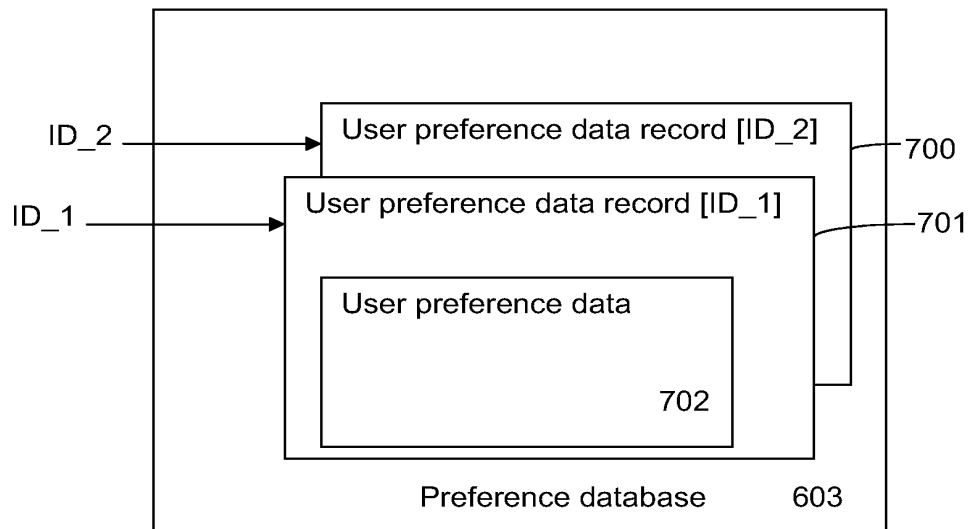 User preference data record [ID_2]
ID_2
700
User preference data record [ID_1]
ID_1
701
User preference data
702
Preference database 603